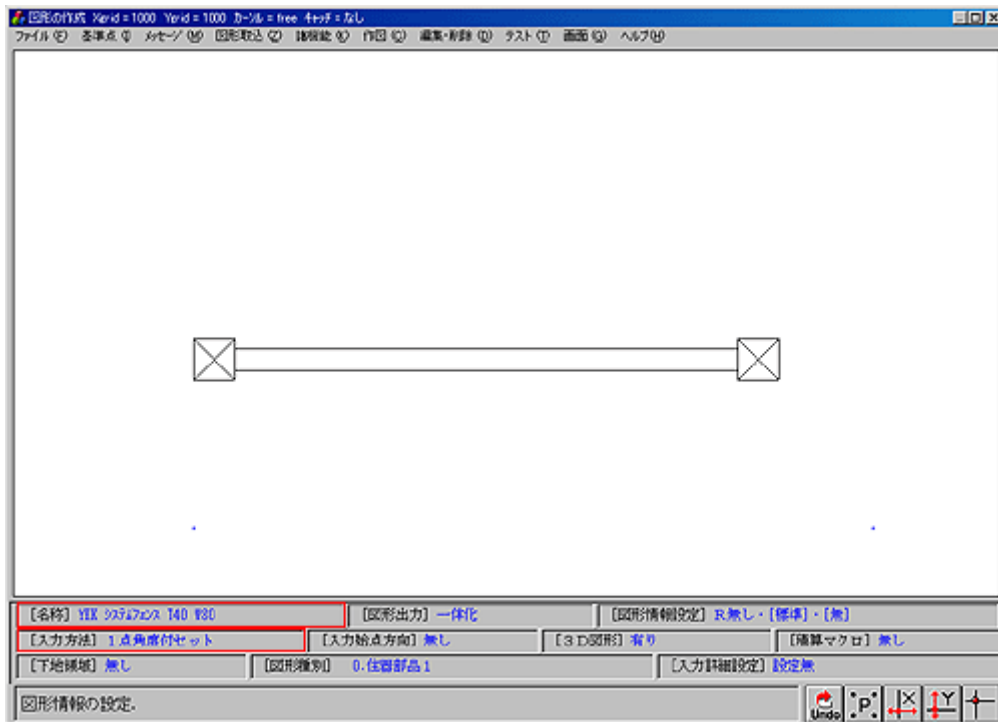 図形の作成 Xgrid = 1000 Ygrid = 1000 カーソル = free キャッチ = なし
ファイル(F) 基準点(I) メッセージ(M) 図形取込(Z) 諸機能(K) 作図(C) 編集・削除(D) テスト(T) 画面(G) ヘルプ(H)
[名称] YKK システムフェンス T40 W80 [図形出力] 一体化 [図形情報設定] R無し・[標準]・[無]
[入力方法] 1点角度付セット [入力始点方向] 無し [3D図形] 有り [積算マクロ] 無し
[下地領域] 無し [図形種別] 0.住器部品1 [入力詳細設定] 設定無
図形情報の設定. Undo P X Y